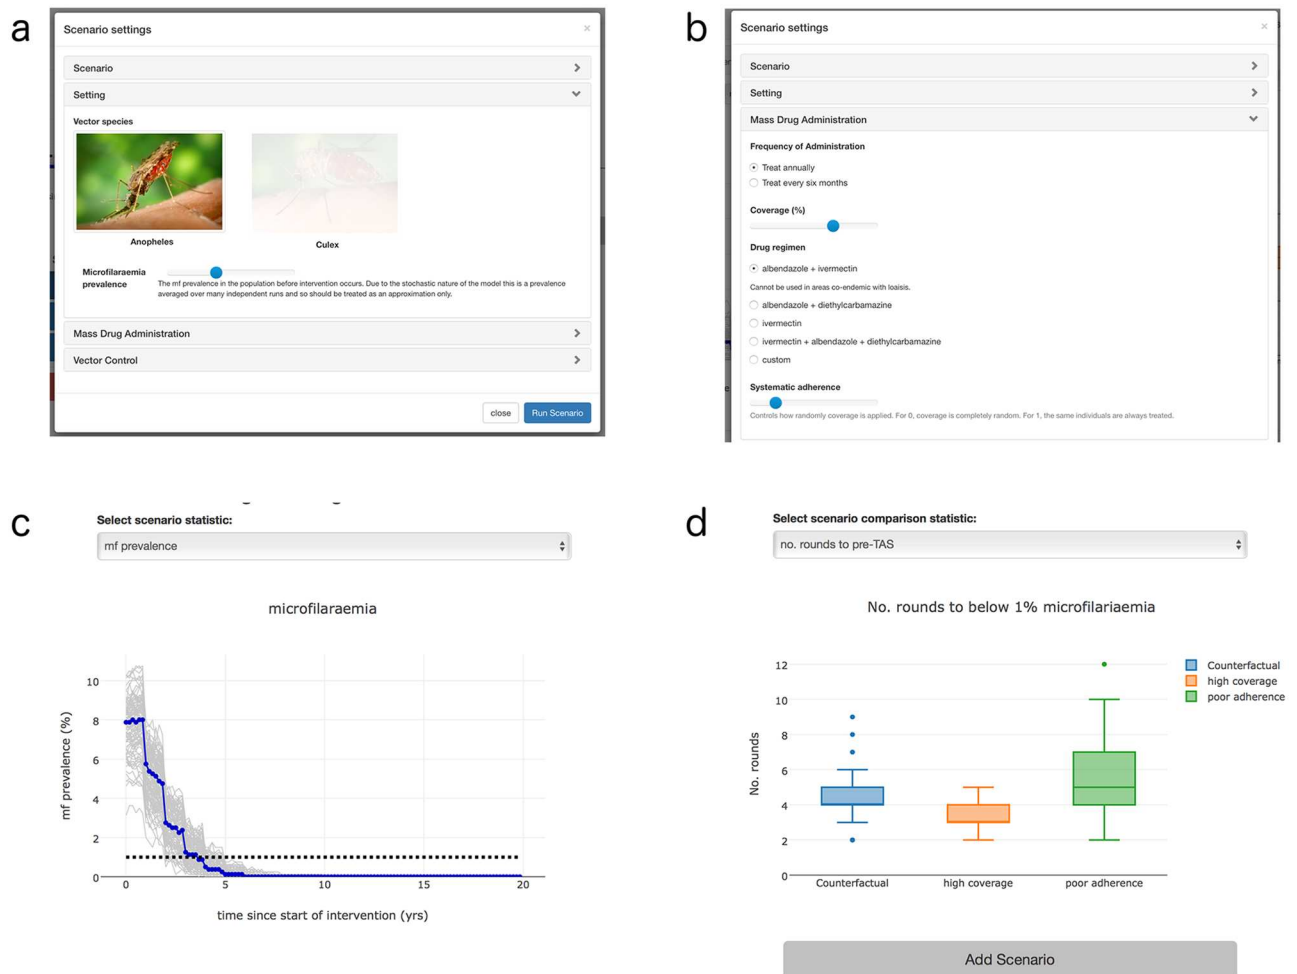 a
Scenario settings
×
Scenario
Setting
Vector species
Anopheles
Culex
Microfilaraemia
prevalence
The mf prevalence in the population before intervention occurs. Due to the stochastic nature of the model this is a prevalence
averaged over many independent runs and so should be treated as an approximation only.
Mass Drug Administration
Vector Control
close
Run Scenario
b
Scenario settings
×
Scenario
Setting
Mass Drug Administration
Frequency of Administration
Treat annually
Treat every six months
Coverage (%)
Drug regimen
albendazole + ivermectin
Cannot be used in areas co-endemic with loaisis.
albendazole + diethylcarbamazine
ivermectin
ivermectin + albendazole + diethylcarbamazine
custom
Systematic adherence
Controls how randomly coverage is applied. For 0, coverage is completely random. For 1, the same individuals are always treated.
c
Select scenario statistic:
mf prevalence
microfilaraemia
mf prevalence (%)
10
8
6
4
2
0
0 5 10 15 20
time since start of intervention (yrs)
d
Select scenario comparison statistic:
no. rounds to pre-TAS
No. rounds to below 1% microfilariaemia
No. rounds
12
10
8
6
4
2
0
Counterfactual high coverage poor adherence
Counterfactual
high coverage
poor adherence
Add Scenario